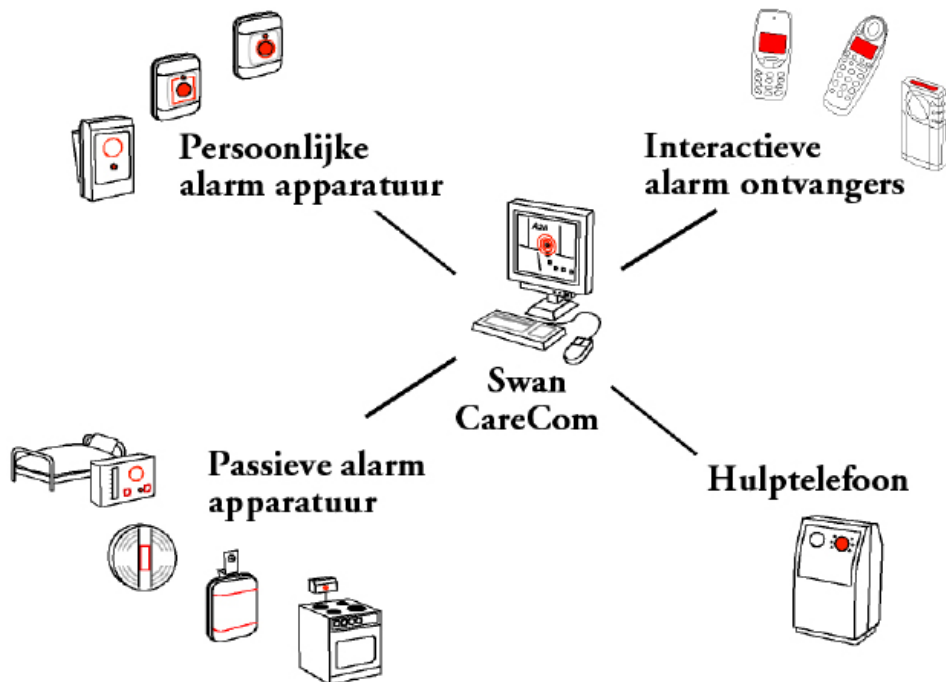 Persoonlijke
alarm apparatuur
Interactieve
alarm ontvangers
Swan
CareCom
Passieve alarm
apparatuur
Hulptelefoon